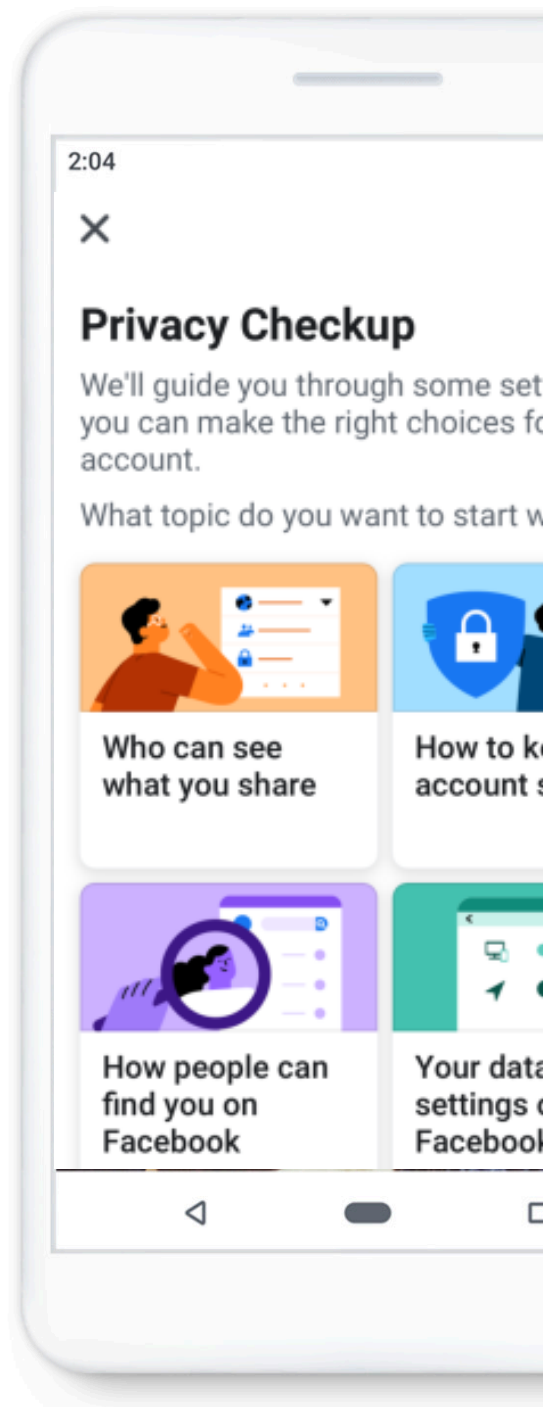 2:04
Privacy Checkup
We'll guide you through some set
you can make the right choices fo
account.
What topic do you want to start w
Who can see
what you share
How to ke
account s
How people can
find you on
Facebook
Your data
settings o
Facebook